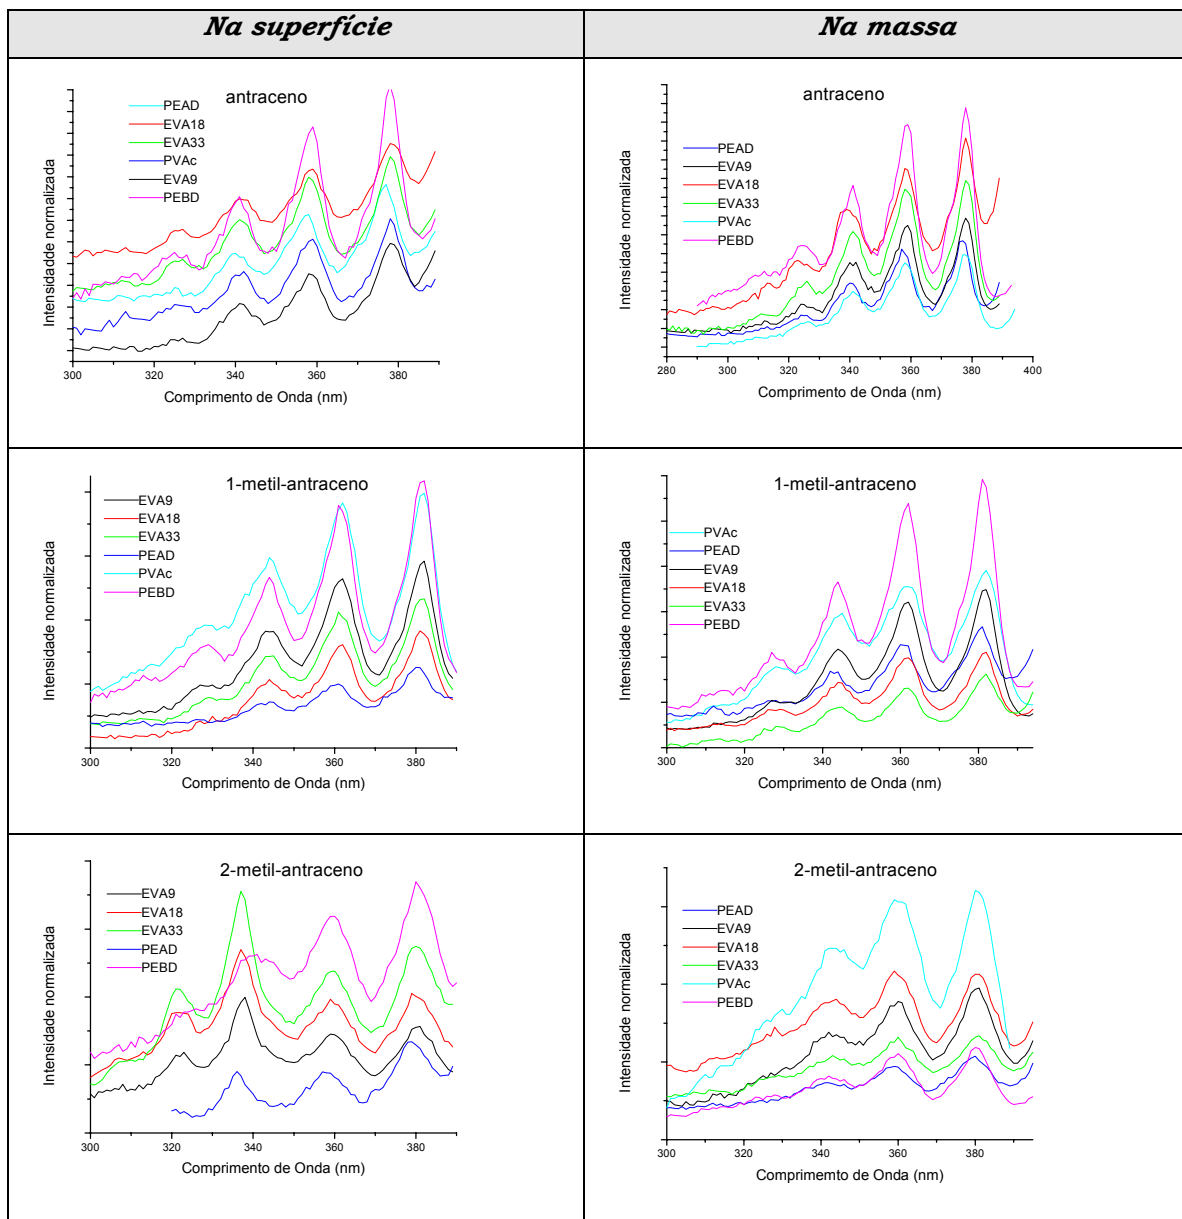 Na superfície
Na massa
antraceno
PEAD
EVA18
EVA33
PVAc
EVA9
PEBD
Intensidadde normalizada
300
320
340
360
380
Comprimento de Onda (nm)
antraceno
PEAD
EVA9
EVA18
EVA33
PVAc
PEBD
Intensidade normalizada
280
300
320
340
360
380
400
Comprimento de Onda (nm)
1-metil-antraceno
EVA9
EVA18
EVA33
PEAD
PVAc
PEBD
Intensidade normalizada
300
320
340
360
380
Comprimento de Onda (nm)
1-metil-antraceno
PVAc
PEAD
EVA9
EVA18
EVA33
PEBD
Intensidade normalizada
300
320
340
360
380
Comprimento de Onda (nm)
2-metil-antraceno
EVA9
EVA18
EVA33
PEAD
PEBD
Intensidade normalizada
300
320
340
360
380
Comprimento de Onda (nm)
2-metil-antraceno
PEAD
EVA9
EVA18
EVA33
PVAc
PEBD
Intensidade normalizada
300
320
340
360
380
Comprimemto de Onda (nm)